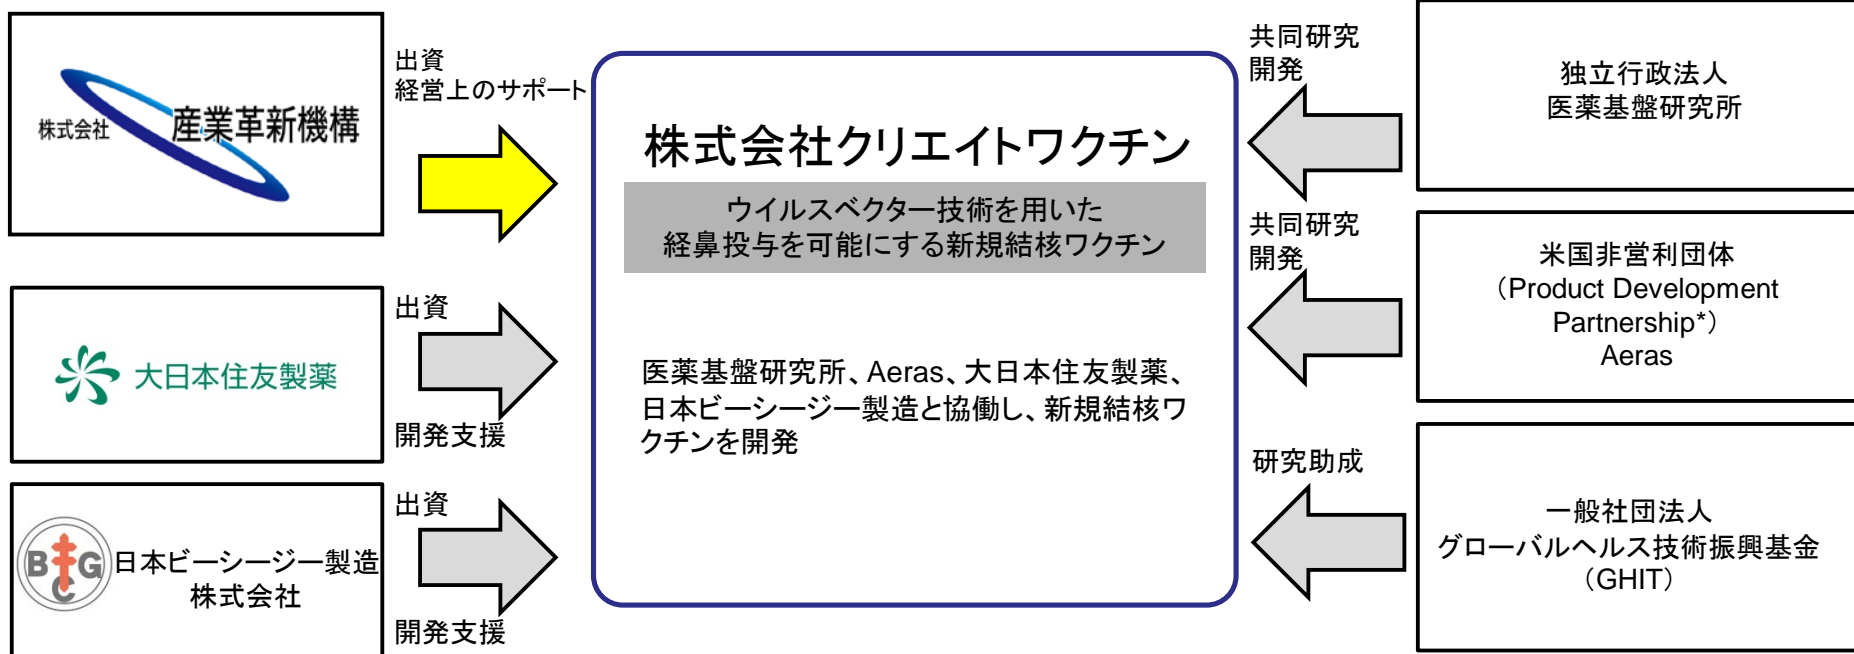 株式会社 産業革新機構
出資
経営上のサポート
大日本住友製薬
出資
開発支援
BCG
日本ビーシージー製造
株式会社
出資
開発支援
株式会社クリエイトワクチン
ウイルスベクター技術を用いた
経鼻投与を可能にする新規結核ワクチン
医薬基盤研究所、Aeras、大日本住友製薬、
日本ビーシージー製造と協働し、新規結核ワ
クチンを開発
共同研究
開発
独立行政法人
医薬基盤研究所
共同研究
開発
米国非営利団体
（Product Development
Partnership*）
Aeras
研究助成
一般社団法人
グローバルヘルス技術振興基金
（GHIT）